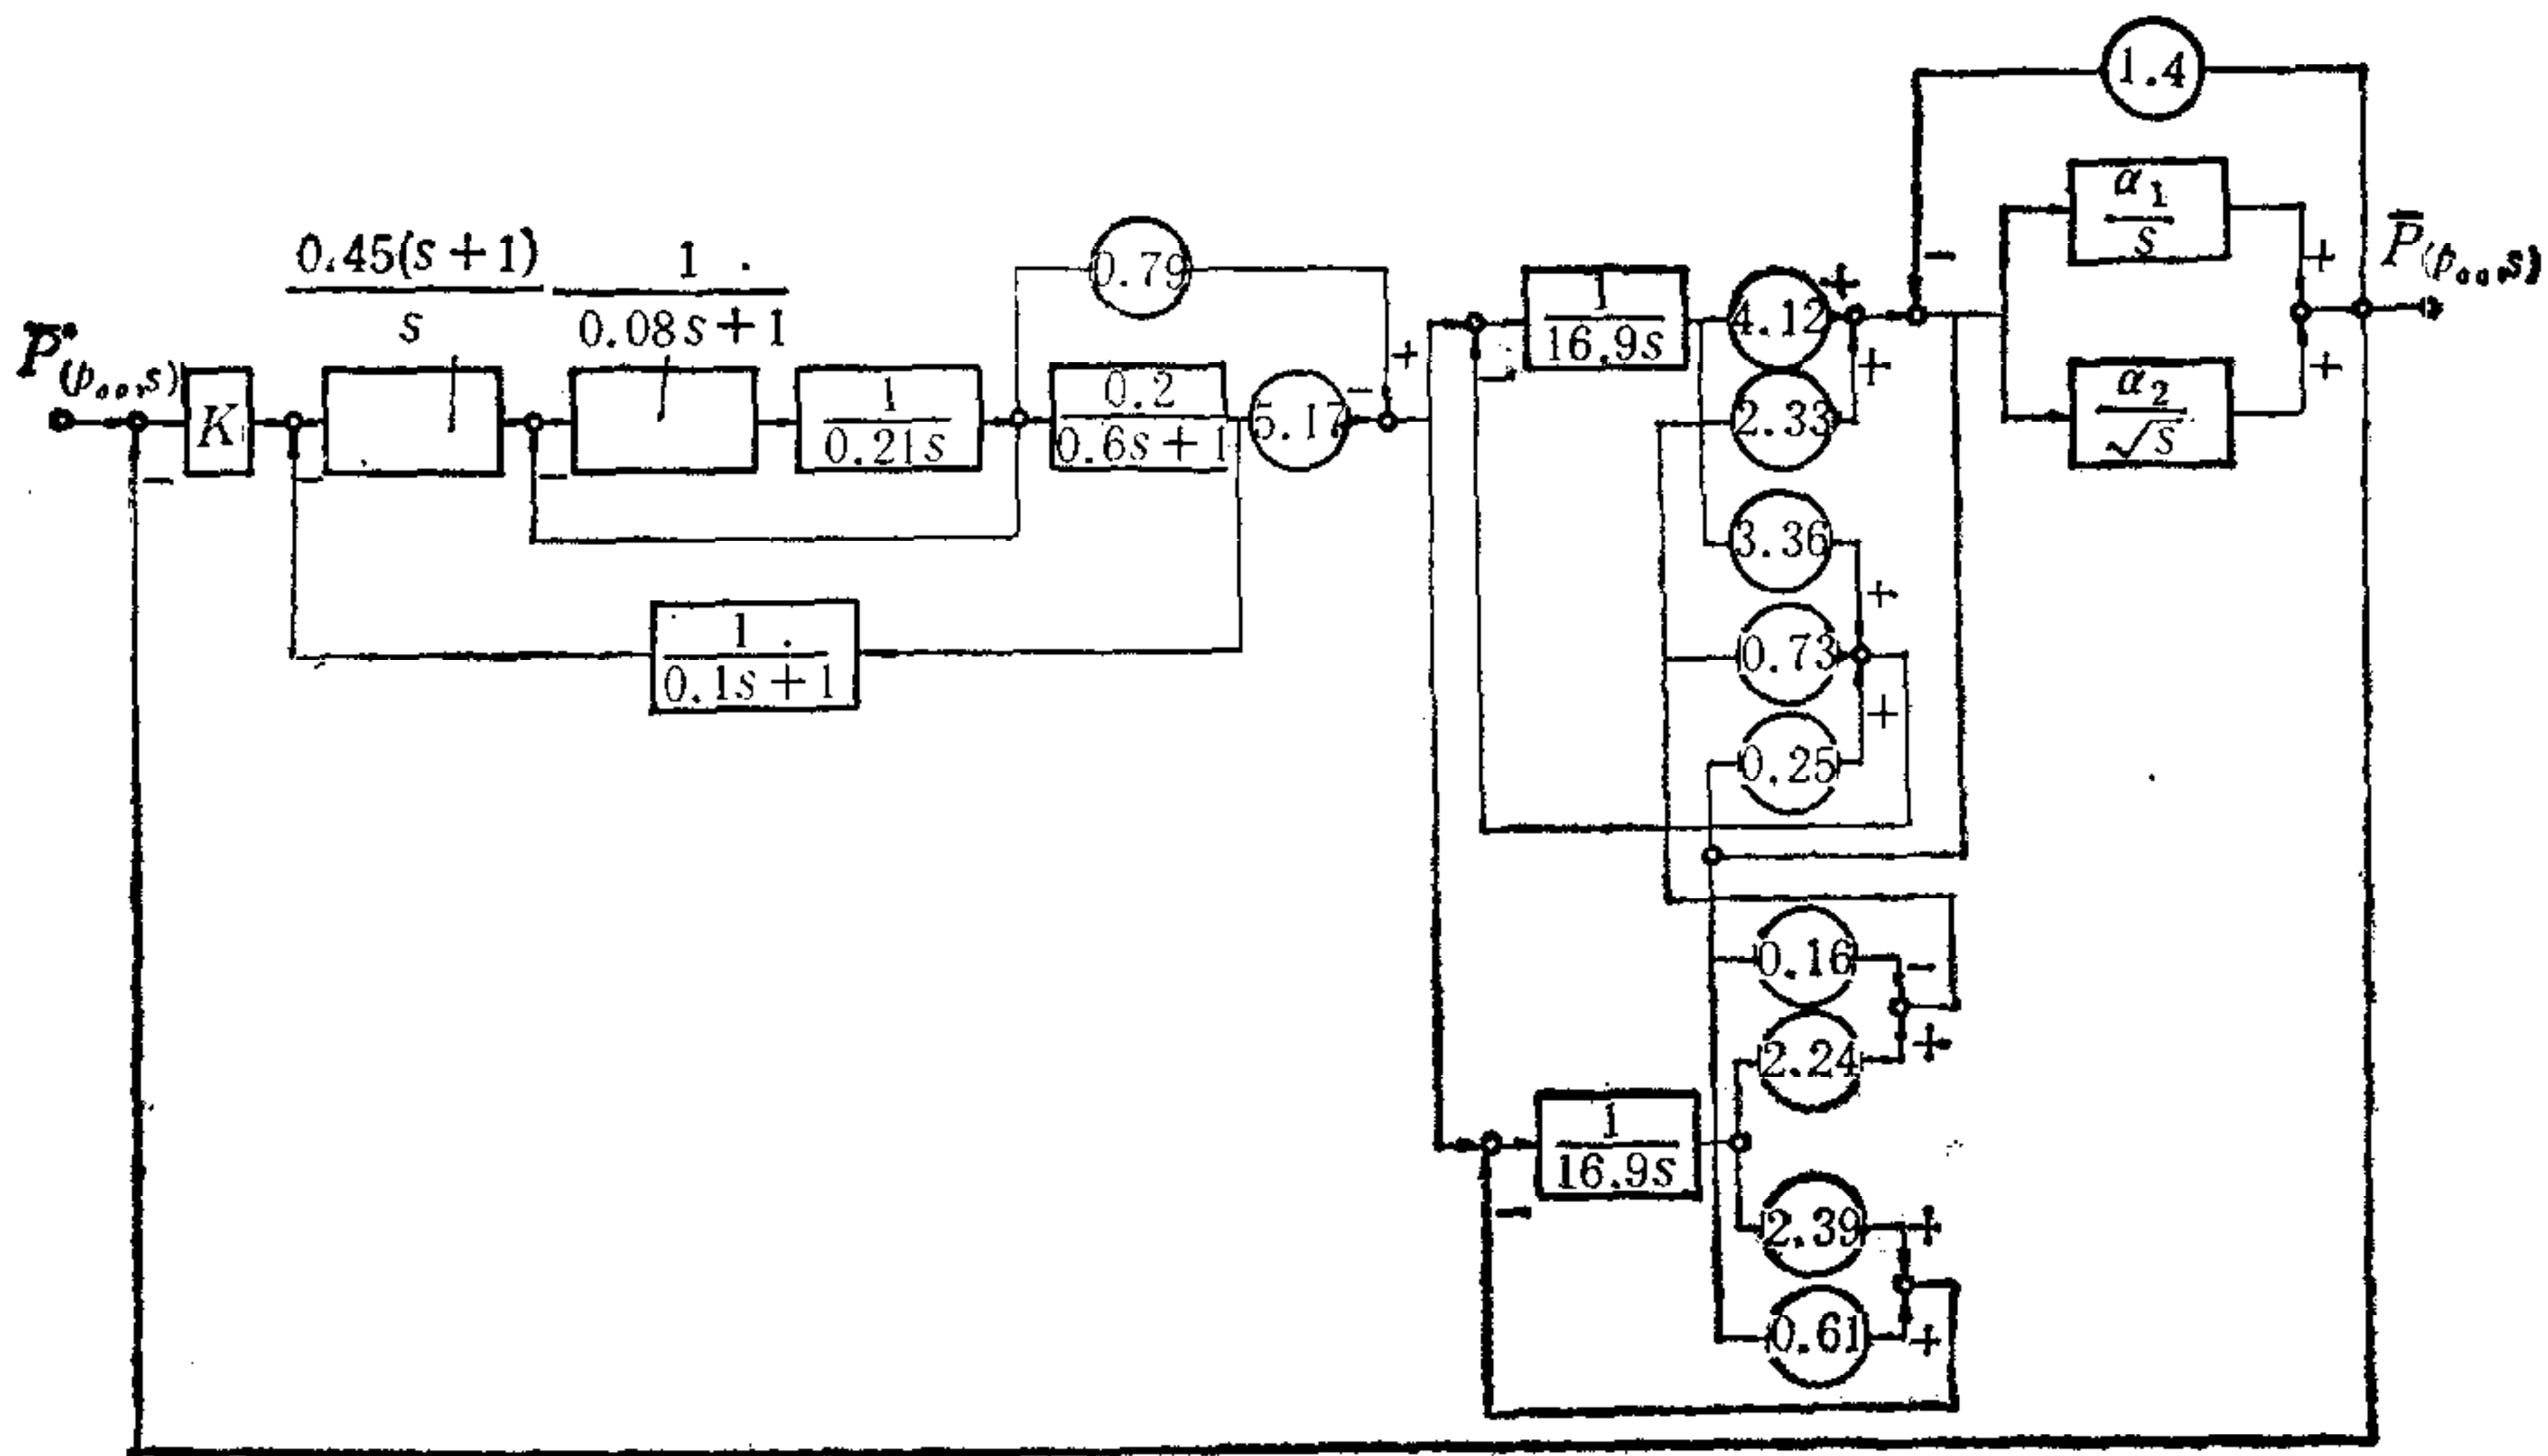 1.4
α₁/s
P̄(p₀₀,s)
0.45(s+1)/s
1/(0.08s+1)
0.79
1/16.9s
4.12
+
+
−
+
P̄*(p₀₀,s)
K
1/0.21s
0.2/(0.6s+1)
5.17
+
−
−
−
−
−
2.33
α₂/√s
+
3.36
+
1/(0.1s+1)
0.73
+
0.25
0.16
−
2.24
+
1/16.9s
−
2.39
+
0.61
+